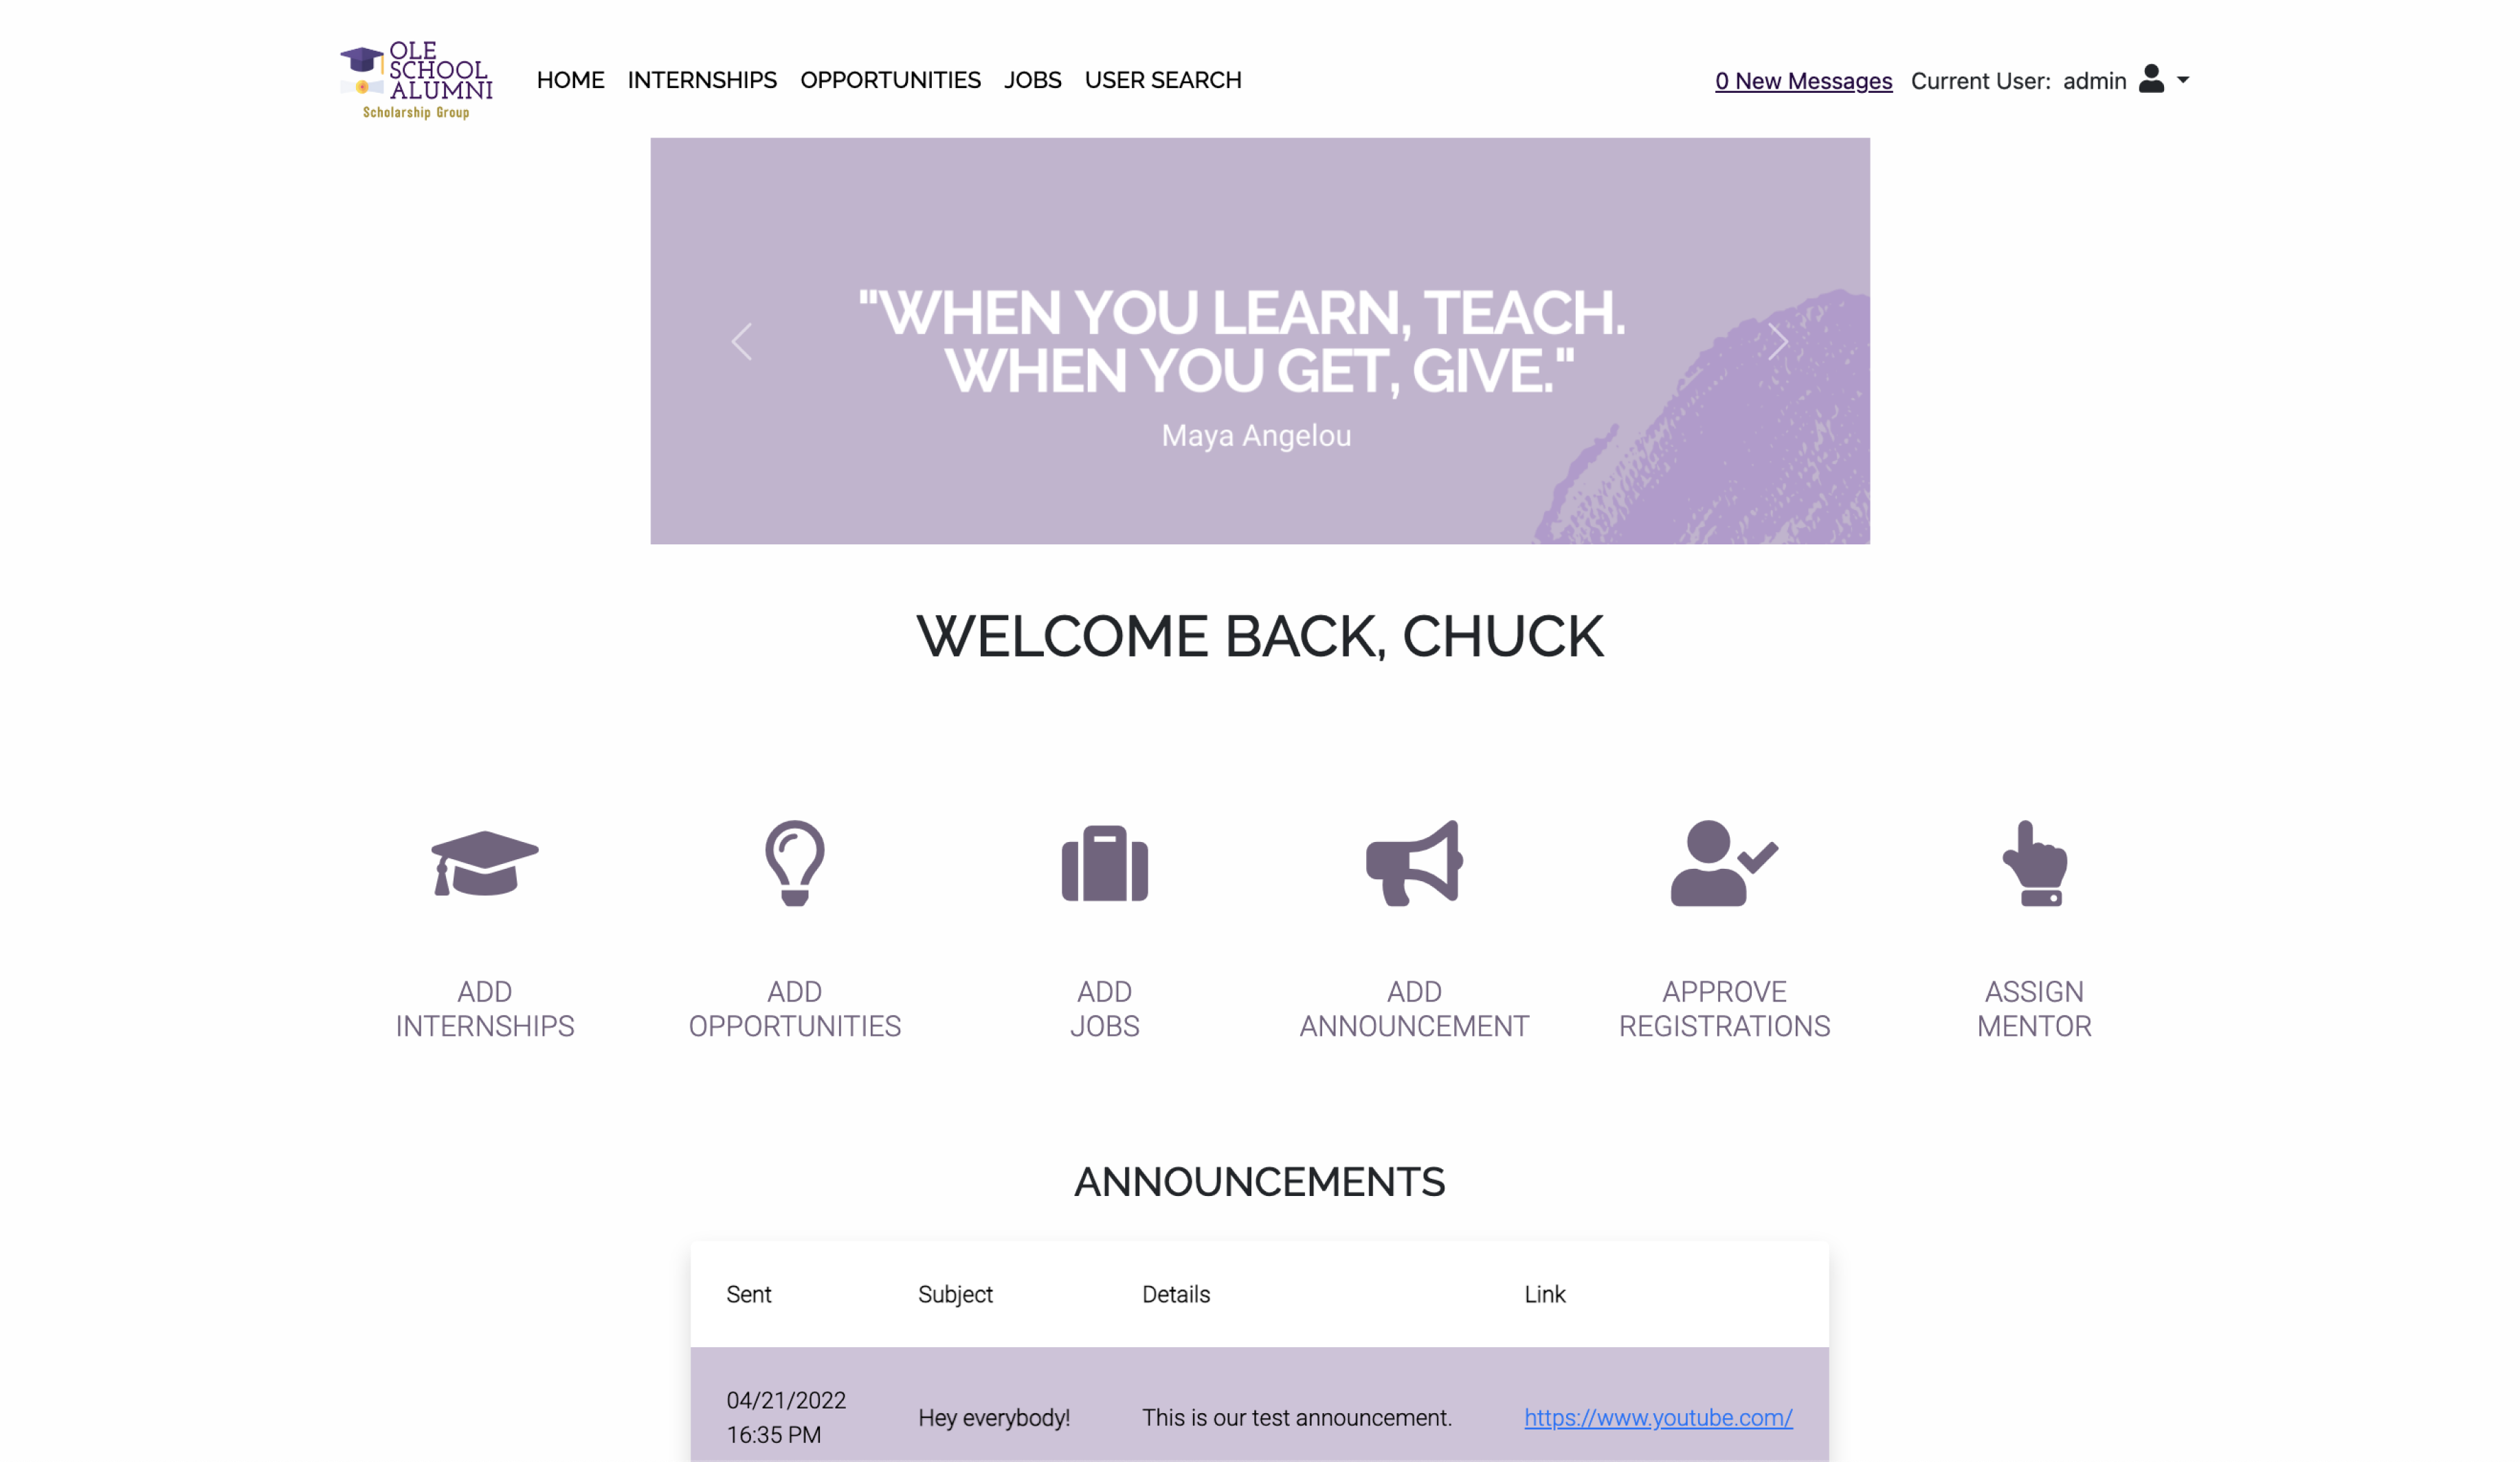 OLE
SCHOOL
ALUMNI
Scholarship Group
HOME INTERNSHIPS OPPORTUNITIES JOBS USER SEARCH
0 New Messages Current User: admin
"WHEN YOU LEARN, TEACH.
WHEN YOU GET, GIVE."
Maya Angelou
WELCOME BACK, CHUCK
ADD
INTERNSHIPS
ADD
OPPORTUNITIES
ADD
JOBS
ADD
ANNOUNCEMENT
APPROVE
REGISTRATIONS
ASSIGN
MENTOR
ANNOUNCEMENTS
Sent Subject Details Link
04/21/2022
16:35 PM
Hey everybody!
This is our test announcement.
https://www.youtube.com/